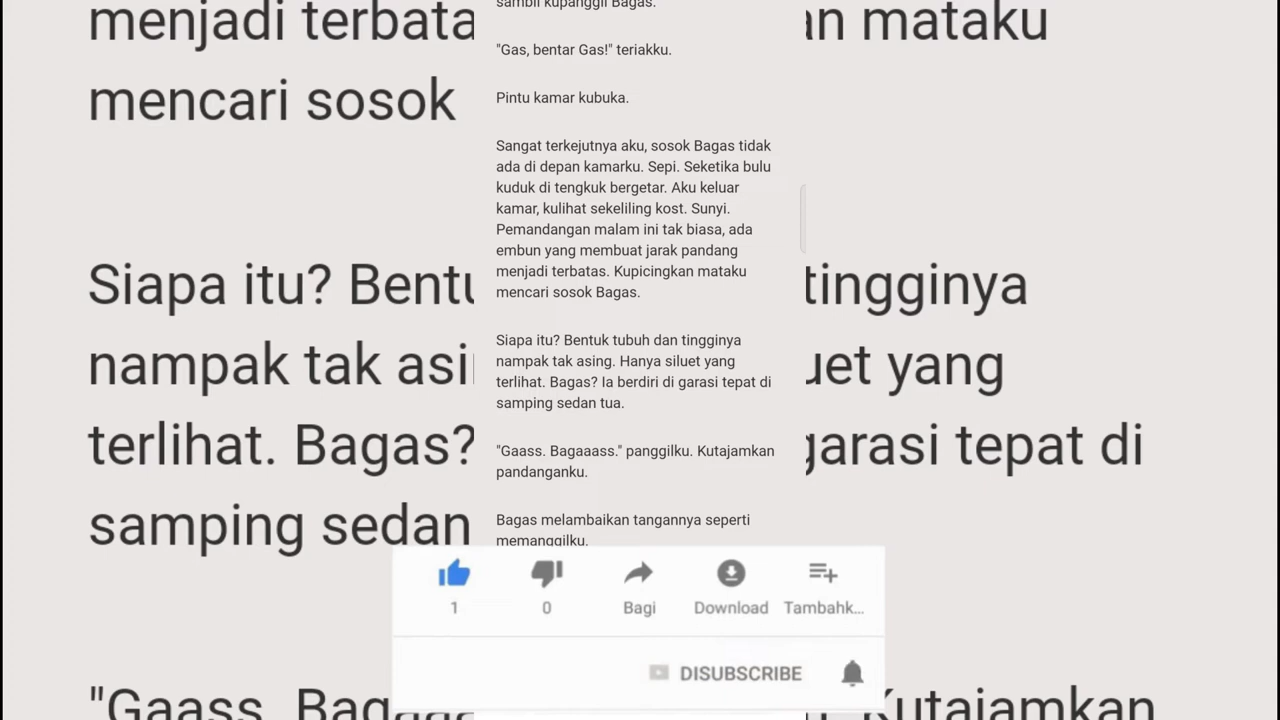 menjadi terbata
an mataku
mencari sosok
Siapa itu? Bentu
tingginya
nampak tak asi
uet yang
terlihat. Bagas?
garasi tepat di
samping sedan
"Gaass. Bagaaa
Kutajamkan
sambil kupanggil Bagas.
"Gas, bentar Gas!" teriakku.
Pintu kamar kubuka.
Sangat terkejutnya aku, sosok Bagas tidak
ada di depan kamarku. Sepi. Seketika bulu
kuduk di tengkuk bergetar. Aku keluar
kamar, kulihat sekeliling kost. Sunyi.
Pemandangan malam ini tak biasa, ada
embun yang membuat jarak pandang
menjadi terbatas. Kupicingkan mataku
mencari sosok Bagas.
Siapa itu? Bentuk tubuh dan tingginya
nampak tak asing. Hanya siluet yang
terlihat. Bagas? Ia berdiri di garasi tepat di
samping sedan tua.
"Gaass. Bagaaass." panggilku. Kutajamkan
pandanganku.
Bagas melambaikan tangannya seperti
memanggilku.
1
0
Bagi
Download
Tambahk...
DISUBSCRIBE